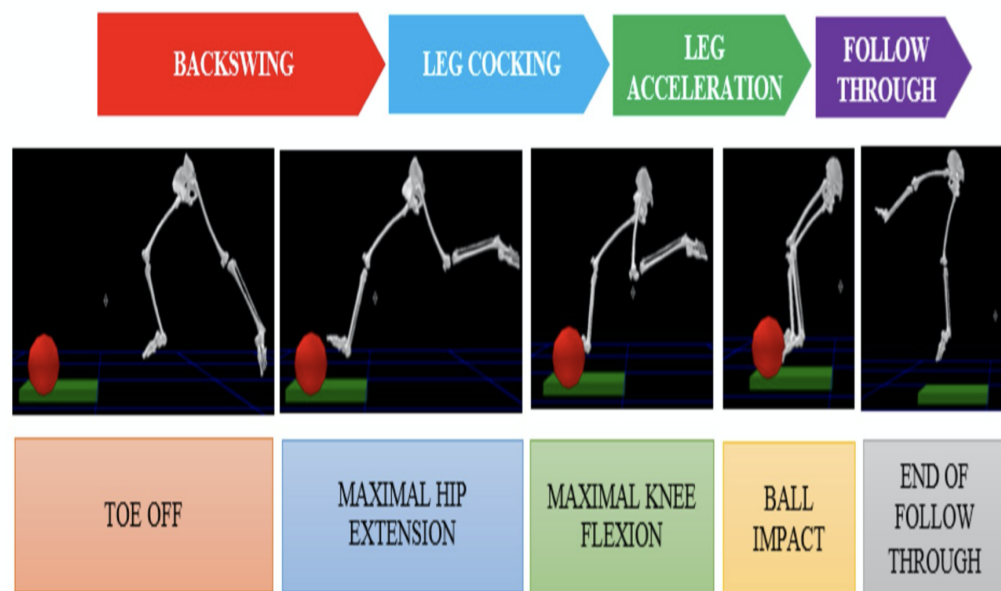 BACKSWING
LEG COCKING
LEG
ACCELERATION
FOLLOW
THROUGH
TOE OFF
MAXIMAL HIP
EXTENSION
MAXIMAL KNEE
FLEXION
BALL
IMPACT
END OF
FOLLOW
THROUGH